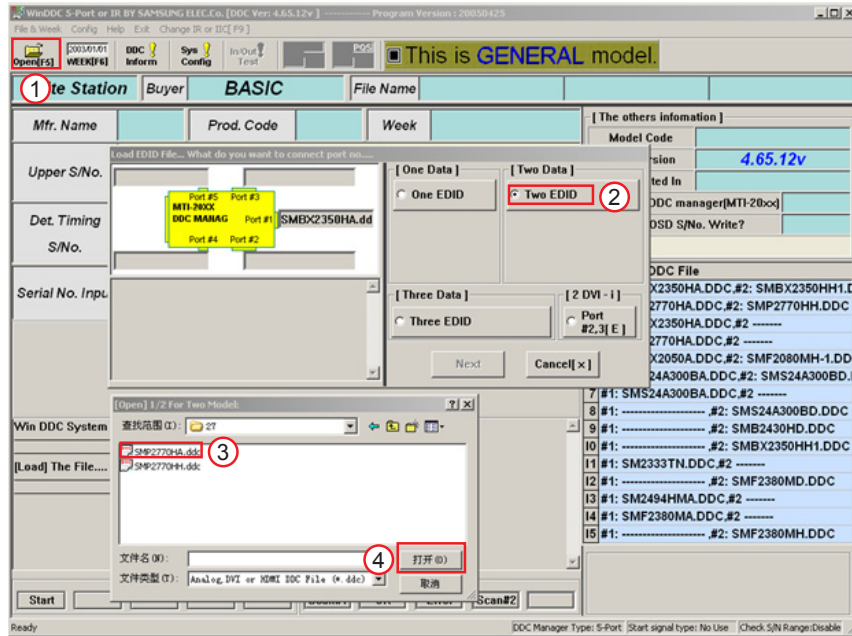 WinDDC S-Port or IR BY SAMSUNG ELEC.Co. [DDC Ver: 4.65.12v ] ---------- Program Version : 20050425
File & Week Config Help Exit Change IR or IIC[ F9 ]
Open[F5] 2003/01/01 WEEK[F6] DDC Inform Sys Config In/Out Test POS This is GENERAL model.
1 te Station Buyer BASIC File Name
Mfr. Name Prod. Code Week
[ The others infomation ]
Model Code
rsion 4.65.12v
ted In
DDC manager[MTI-20xx]
OSD S/No. Write?
Upper S/No.
Det. Timing
S/No.
Serial No. Inpu
Load EDID File... What do you want to connect port no....
Port #5 Port #3
MTI-20XX
DDC MANAG Port #1 SMBX2350HA.dd
Port #4 Port #2
[ One Data ]
One EDID
[ Two Data ]
Two EDID 2
[ Three Data ]
Three EDID
[ 2 DVI - i ]
Port
#2,3[ E ]
Next Cancel[ x ]
DDC File
X2350HA.DDC,#2: SMBX2350HH1.D
2770HA.DDC,#2: SMP2770HH.DDC
X2350HA.DDC,#2 -------
2770HA.DDC,#2 -------
X2050A.DDC,#2: SMF2080MH-1.DD
24A300BA.DDC,#2: SMS24A300BD.
7 #1: SMS24A300BA.DDC,#2 -------
8 #1: -------------------- ,#2: SMS24A300BD.DDC
9 #1: -------------------- ,#2: SMB2430HD.DDC
10 #1: -------------------- ,#2: SMBX2350HH1.DDC
11 #1: SM2333TN.DDC,#2 -------
12 #1: -------------------- ,#2: SMF2380MD.DDC
13 #1: SM2494HMA.DDC,#2 -------
14 #1: SMF2380MA.DDC,#2 -------
15 #1: -------------------- ,#2: SMF2380MH.DDC
Win DDC System
[Load] The File....
[Open] 1/2 For Two Model:
查找范围(I): 27
SMP2770HA.ddc 3
SMP2770HH.ddc
文件名(N): 4 打开(O)
文件类型(T): Analog,DVI or HDMI DDC File (*.ddc) 取消
Start Scan#2
Ready DDC Manager Type: 5-Port Start signal type: No Use Check S/N Range:Disable